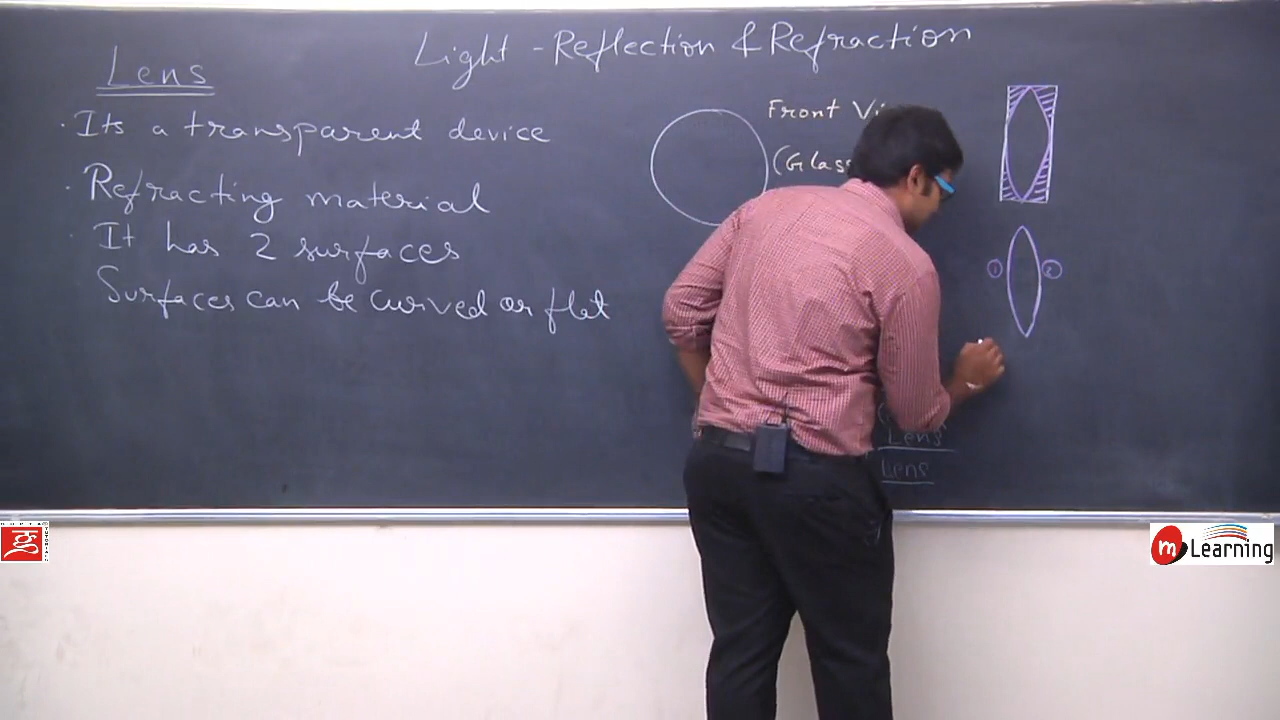 Light - Reflection & Refraction
Lens
· Its a transparent device
· Refracting material
· It has 2 surfaces
Surfaces can be curved or flat
Front
(Glass
1 2
Lens
Lens
m Learning